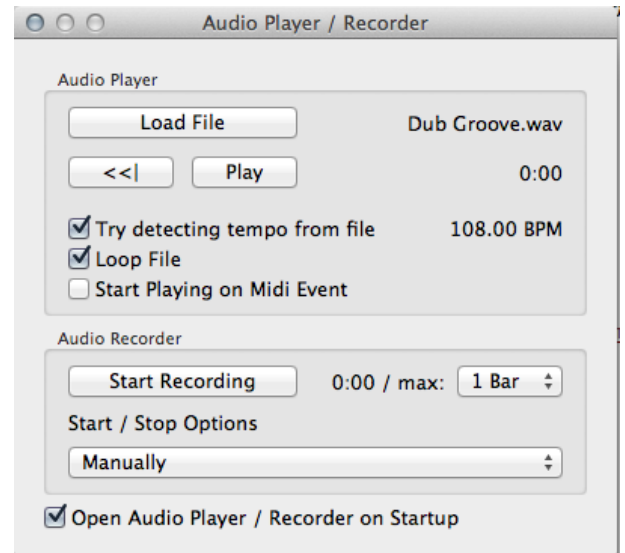 Audio Player / Recorder
Audio Player
Load File Dub Groove.wav
<<| Play 0:00
Try detecting tempo from file 108.00 BPM
Loop File
Start Playing on Midi Event
Audio Recorder
Start Recording 0:00 / max: 1 Bar
Start / Stop Options
Manually
Open Audio Player / Recorder on Startup